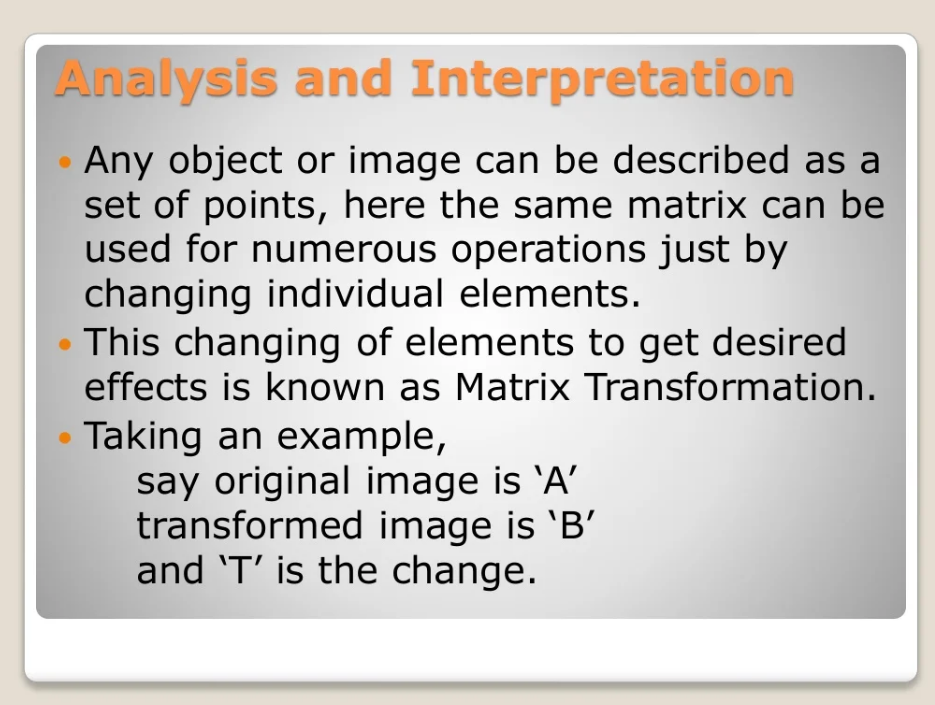 Analysis and Interpretation
• Any object or image can be described as a
set of points, here the same matrix can be
used for numerous operations just by
changing individual elements.
• This changing of elements to get desired
effects is known as Matrix Transformation.
• Taking an example,
say original image is ‘A’
transformed image is ‘B’
and ‘T’ is the change.